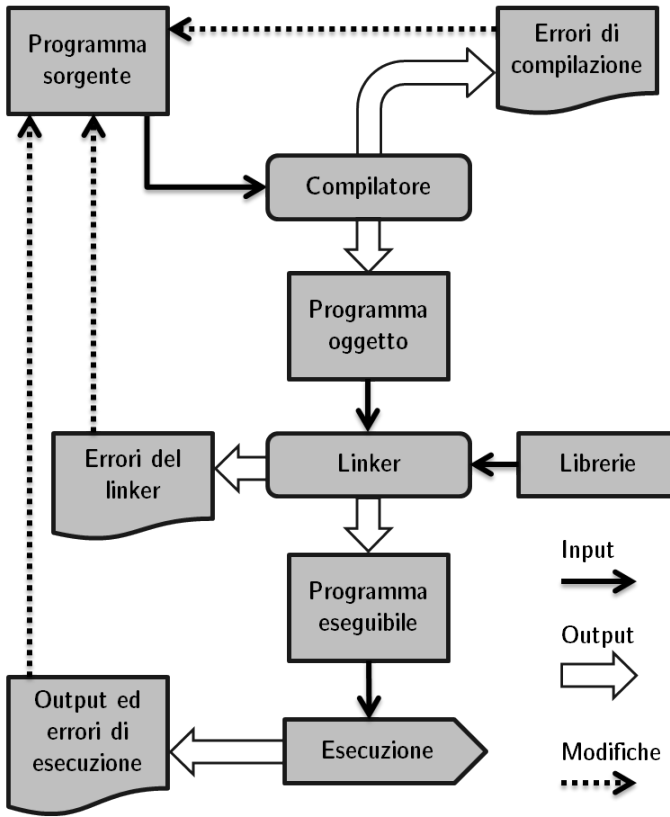 Programma
sorgente
Errori di
compilazione
Compilatore
Programma
oggetto
Errori del
linker
Linker
Librerie
Input
Programma
eseguibile
Output
Output ed
errori di
esecuzione
Esecuzione
Modifiche